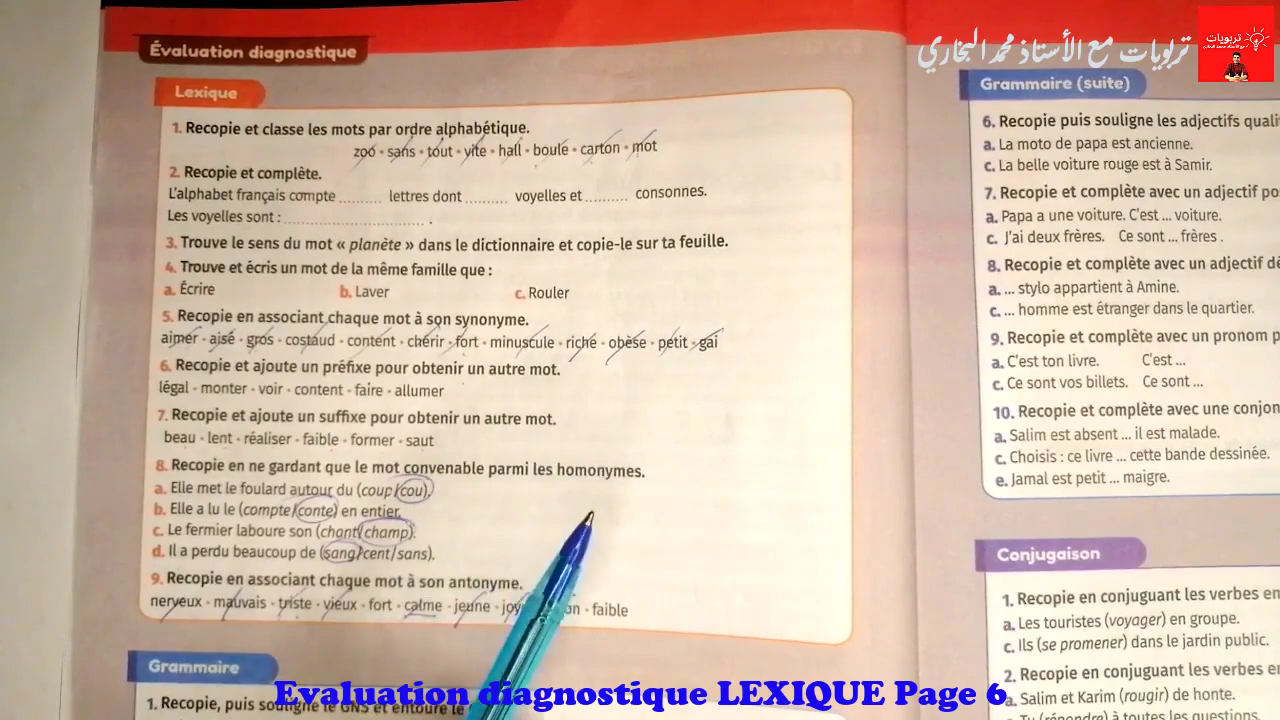 Évaluation diagnostique
Lexique
1. Recopie et classe les mots par ordre alphabétique.
zoo • sans • tout • vite • hall • boule • carton • mot
2. Recopie et complète.
L'alphabet français compte ......... lettres dont ......... voyelles et ......... consonnes.
Les voyelles sont : .............................. .
3. Trouve le sens du mot « planète » dans le dictionnaire et copie-le sur ta feuille.
4. Trouve et écris un mot de la même famille que :
a. Écrire b. Laver c. Rouler
5. Recopie en associant chaque mot à son synonyme.
aimer • aisé • gros • costaud • content • chérir • fort • minuscule • riche • obèse • petit • gai
6. Recopie et ajoute un préfixe pour obtenir un autre mot.
légal • monter • voir • content • faire • allumer
7. Recopie et ajoute un suffixe pour obtenir un autre mot.
beau • lent • réaliser • faible • former • saut
8. Recopie en ne gardant que le mot convenable parmi les homonymes.
a. Elle met le foulard autour du (coup/cou).
b. Elle a lu le (compte/conte) en entier.
c. Le fermier laboure son (chant/champ).
d. Il a perdu beaucoup de (sang/cent/sans).
9. Recopie en associant chaque mot à son antonyme.
nerveux • mauvais • triste • vieux • fort • calme • jeune • • faible
Grammaire
1. Recopie, puis souligne le GNS et entoure le
تربويات مع الأستاذ محمد البخاري
تربويات
Grammaire (suite)
6. Recopie puis souligne les adjectifs quali
a. La moto de papa est ancienne.
c. La belle voiture rouge est à Samir.
7. Recopie et complète avec un adjectif po
a. Papa a une voiture. C'est ... voiture.
c. J'ai deux frères. Ce sont ... frères .
8. Recopie et complète avec un adjectif dé
a. ... stylo appartient à Amine.
c. ... homme est étranger dans le quartier.
9. Recopie et complète avec un pronom p
a. C'est ton livre. C'est ...
c. Ce sont vos billets. Ce sont ...
10. Recopie et complète avec une conjon
a. Salim est absent ... il est malade.
c. Choisis : ce livre ... cette bande dessinée.
e. Jamal est petit ... maigre.
Conjugaison
1. Recopie en conjuguant les verbes en
a. Les touristes (voyager) en groupe.
c. Ils (se promener) dans le jardin public.
2. Recopie en conjuguant les verbes en
a. Salim et Karim (rougir) de honte.
Tu (répondre) à toutes les questions.
Evaluation diagnostique LEXIQUE Page 6